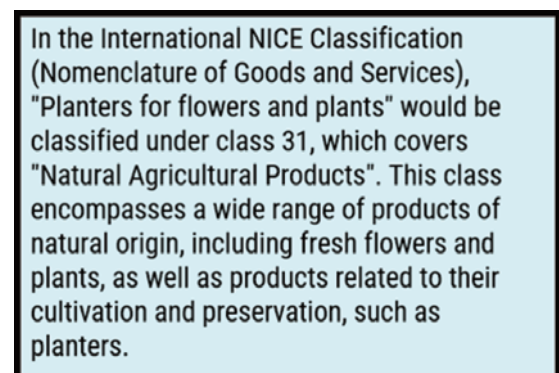 In the International NICE Classification
(Nomenclature of Goods and Services),
"Planters for flowers and plants" would be
classified under class 31, which covers
"Natural Agricultural Products". This class
encompasses a wide range of products of
natural origin, including fresh flowers and
plants, as well as products related to their
cultivation and preservation, such as
planters.